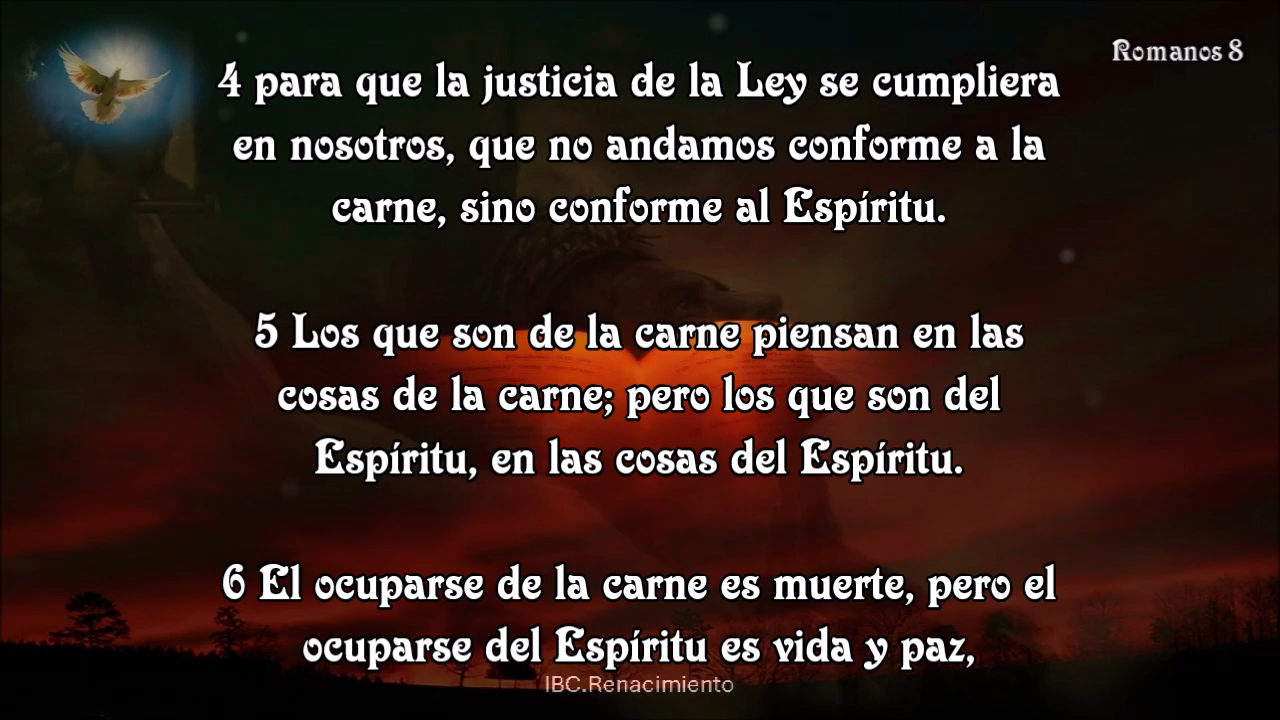 Romanos 8
4 para que la justicia de la Ley se cumpliera
en nosotros, que no andamos conforme a la
carne, sino conforme al Espíritu.
5 Los que son de la carne piensan en las
cosas de la carne; pero los que son del
Espíritu, en las cosas del Espíritu.
6 El ocuparse de la carne es muerte, pero el
ocuparse del Espíritu es vida y paz,
IBC.Renacimiento